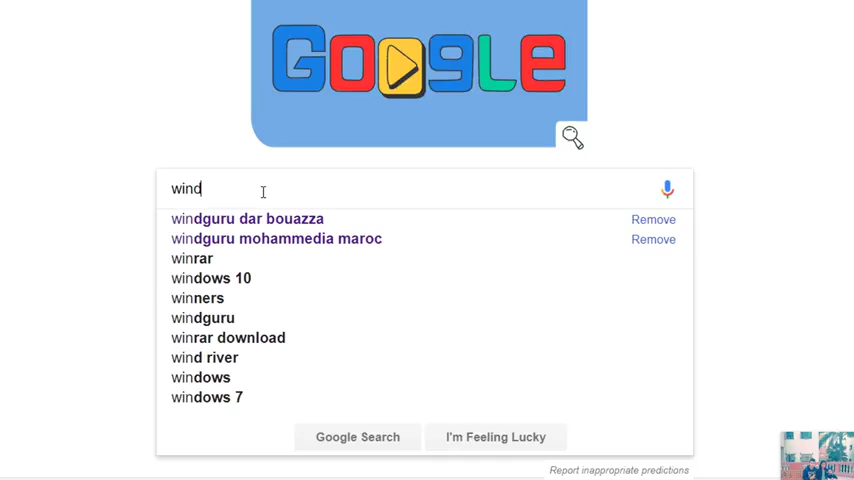 Google
wind
windguru dar bouazza Remove
windguru mohammedia maroc Remove
winrar
windows 10
winners
windguru
winrar download
wind river
windows
windows 7
Google Search I'm Feeling Lucky
Report inappropriate predictions